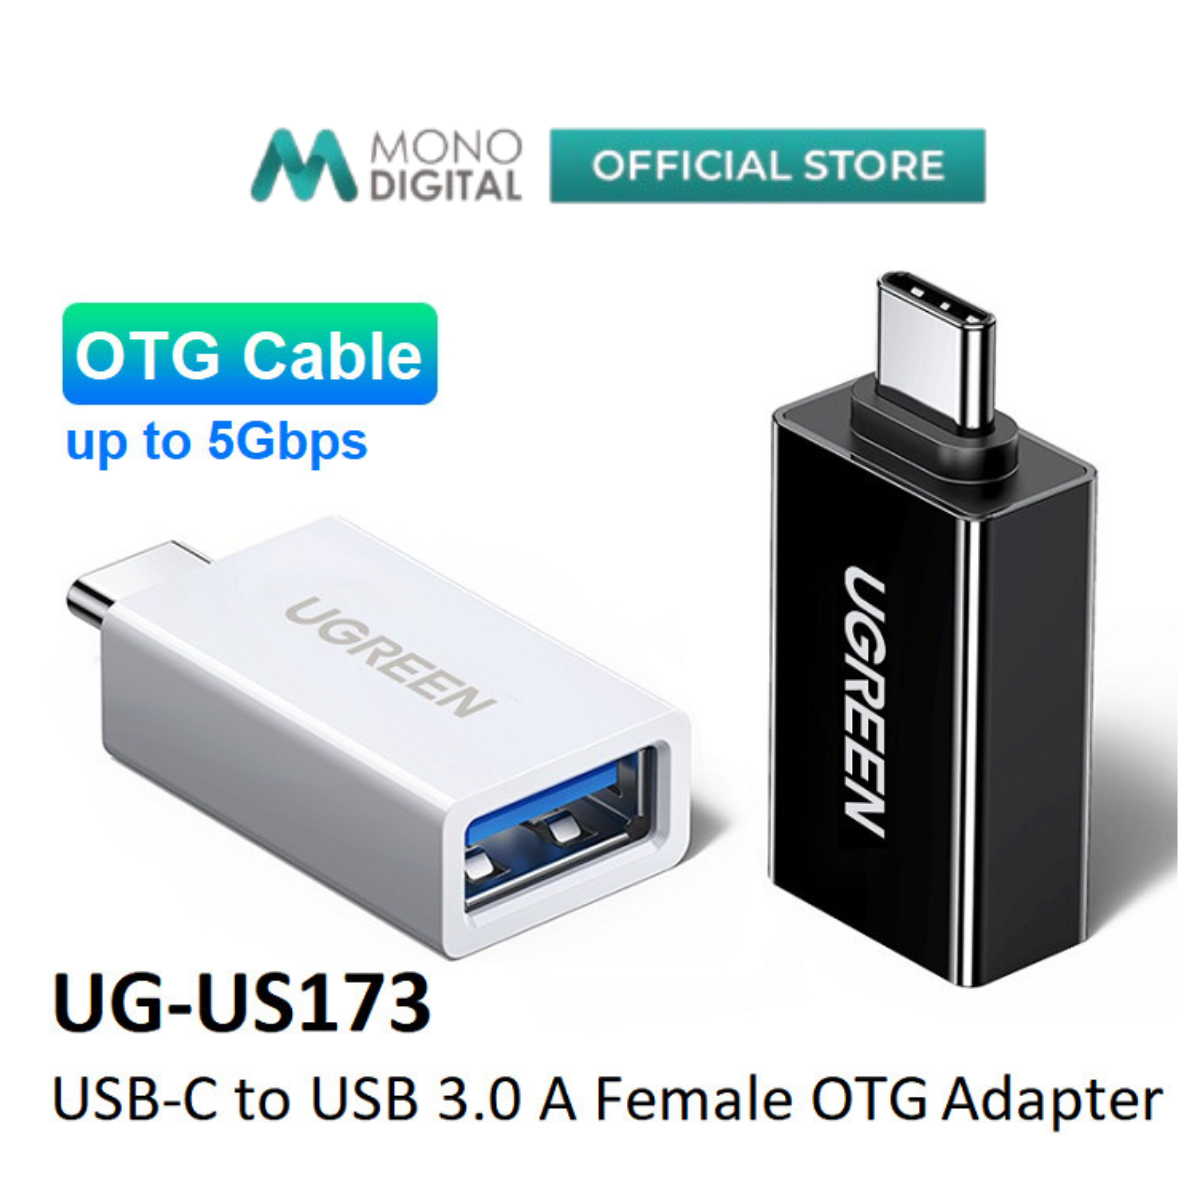 MONO
DIGITAL
OFFICIAL STORE
OTG Cable
up to 5Gbps
UGREEN
UGREEN
UG-US173
USB-C to USB 3.0 A Female OTG Adapter